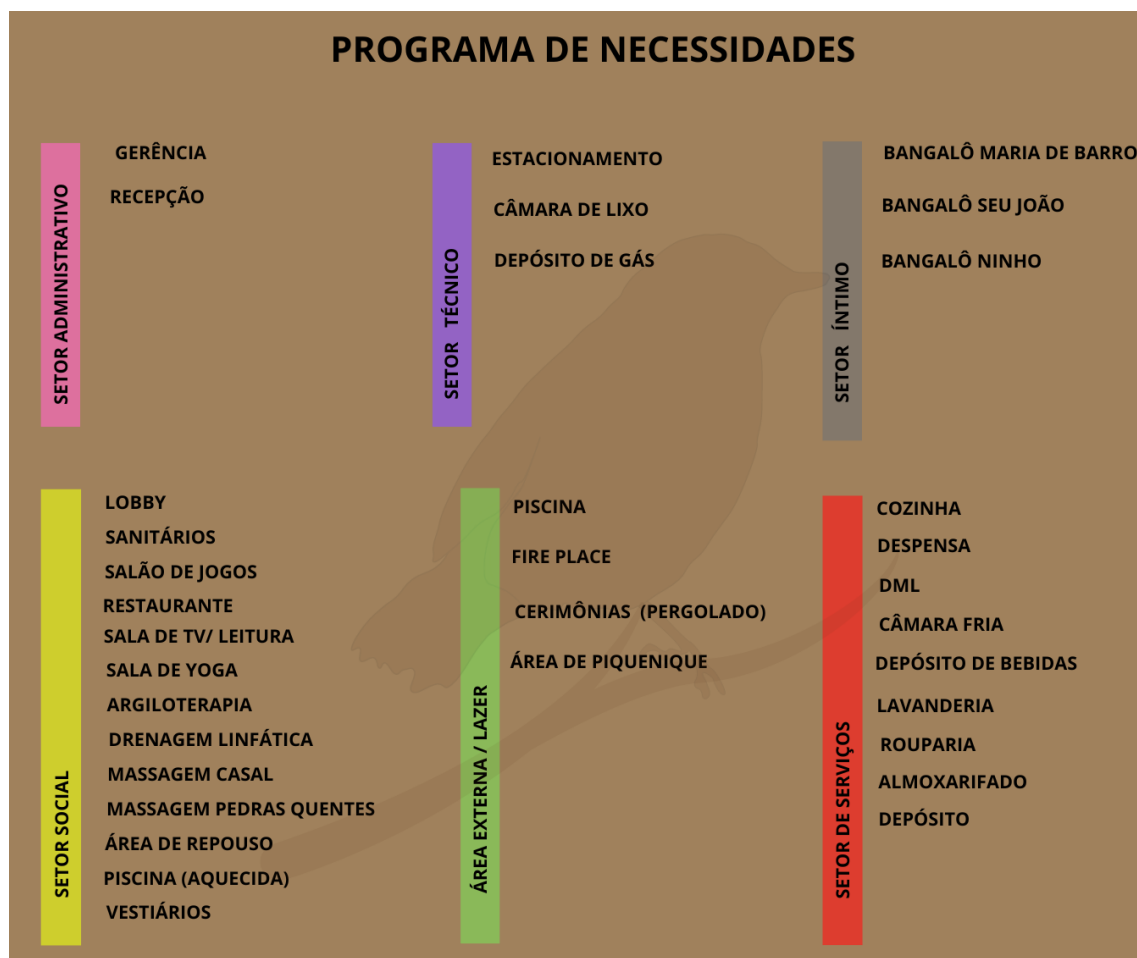 PROGRAMA DE NECESSIDADES
SETOR ADMINISTRATIVO
GERÊNCIA
RECEPÇÃO
SETOR TÉCNICO
ESTACIONAMENTO
CÂMARA DE LIXO
DEPÓSITO DE GÁS
SETOR ÍNTIMO
BANGALÔ MARIA DE BARRO
BANGALÔ SEU JOÃO
BANGALÔ NINHO
SETOR SOCIAL
LOBBY
SANITÁRIOS
SALÃO DE JOGOS
RESTAURANTE
SALA DE TV/ LEITURA
SALA DE YOGA
ARGILOTERAPIA
DRENAGEM LINFÁTICA
MASSAGEM CASAL
MASSAGEM PEDRAS QUENTES
ÁREA DE REPOUSO
PISCINA (AQUECIDA)
VESTIÁRIOS
ÁREA EXTERNA / LAZER
PISCINA
FIRE PLACE
CERIMÔNIAS (PERGOLADO)
ÁREA DE PIQUENIQUE
SETOR DE SERVIÇOS
COZINHA
DESPENSA
DML
CÂMARA FRIA
DEPÓSITO DE BEBIDAS
LAVANDERIA
ROUPARIA
ALMOXARIFADO
DEPÓSITO